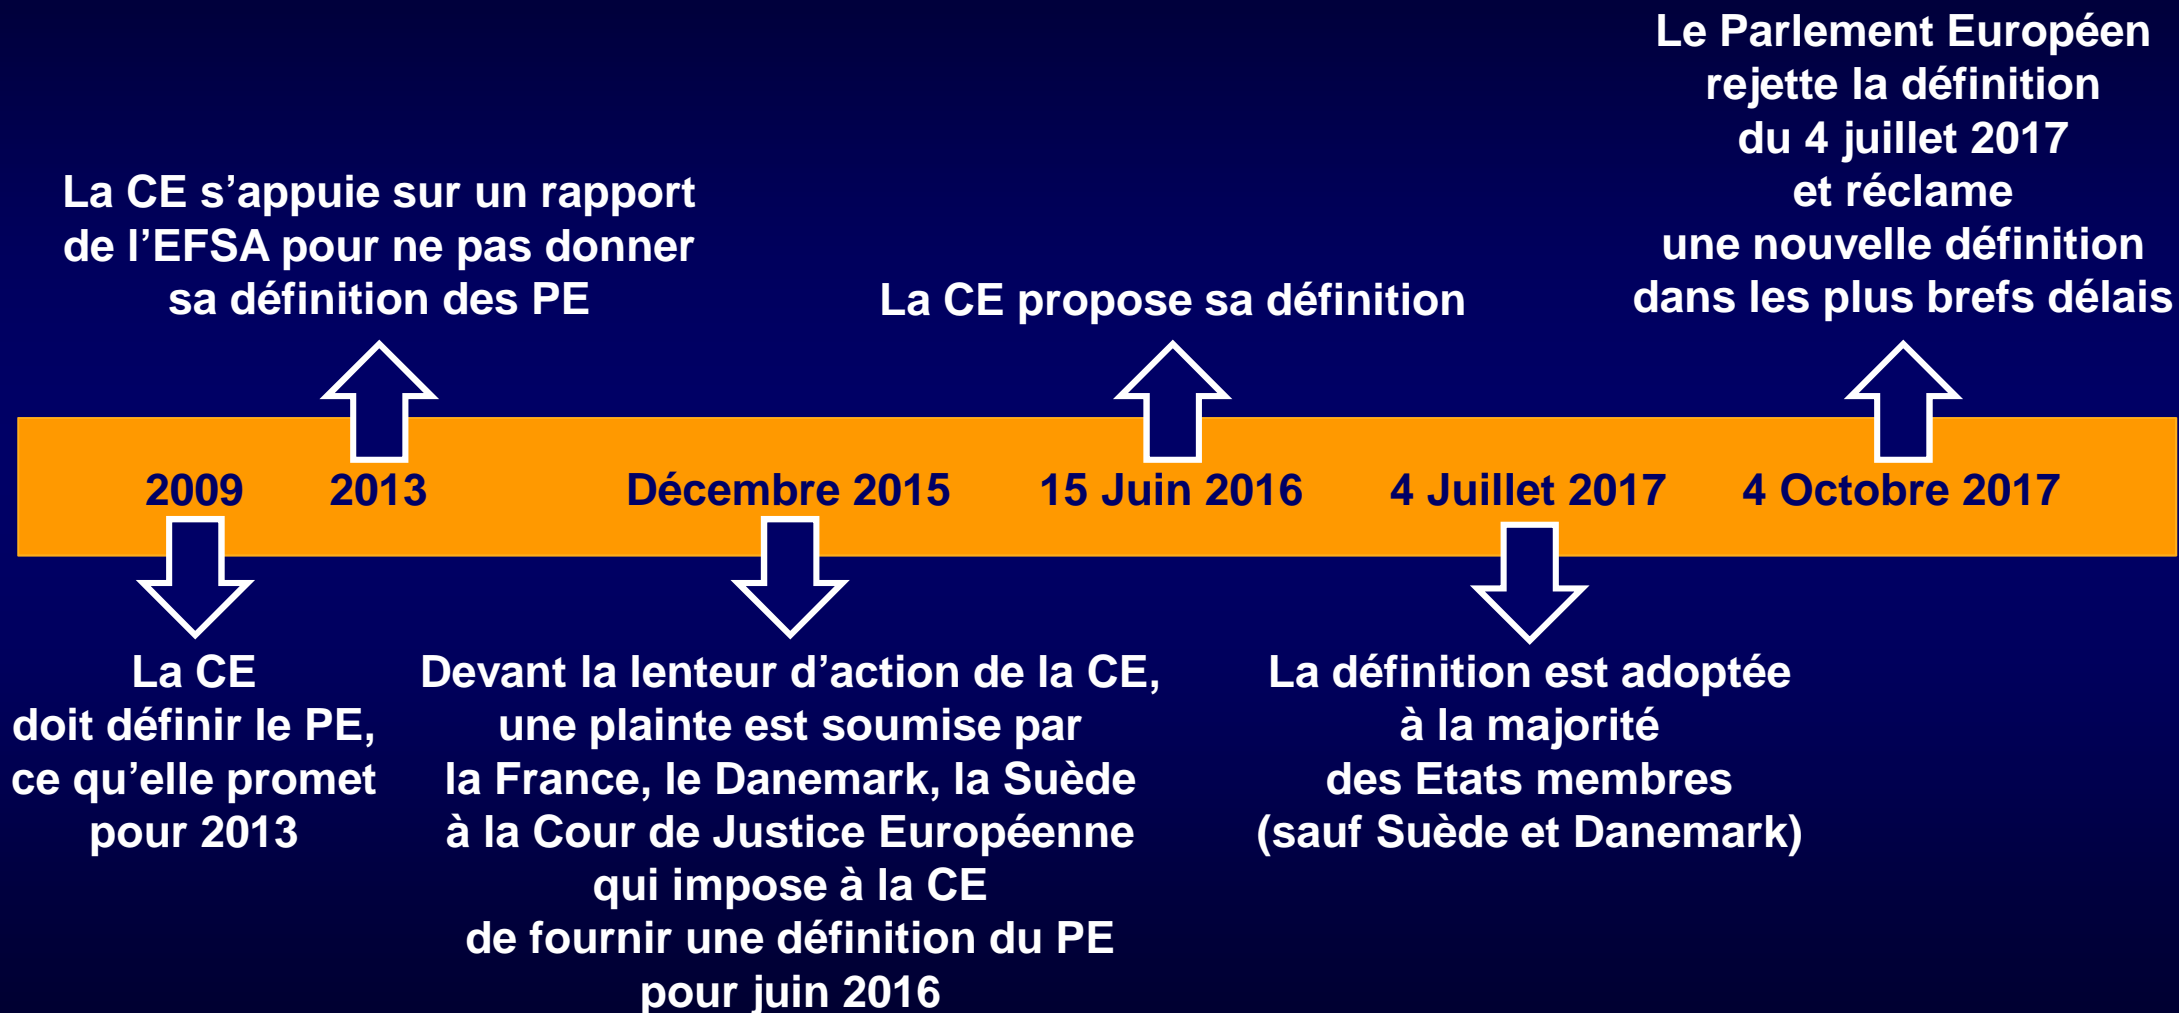 Le Parlement Européen
rejette la définition
du 4 juillet 2017
et réclame
une nouvelle définition
dans les plus brefs délais
La CE s’appuie sur un rapport
de l’EFSA pour ne pas donner
sa définition des PE
La CE propose sa définition
2009 2013 Décembre 2015 15 Juin 2016 4 Juillet 2017 4 Octobre 2017
La CE
doit définir le PE,
ce qu’elle promet
pour 2013
Devant la lenteur d’action de la CE,
une plainte est soumise par
la France, le Danemark, la Suède
à la Cour de Justice Européenne
qui impose à la CE
de fournir une définition du PE
pour juin 2016
La définition est adoptée
à la majorité
des Etats membres
(sauf Suède et Danemark)